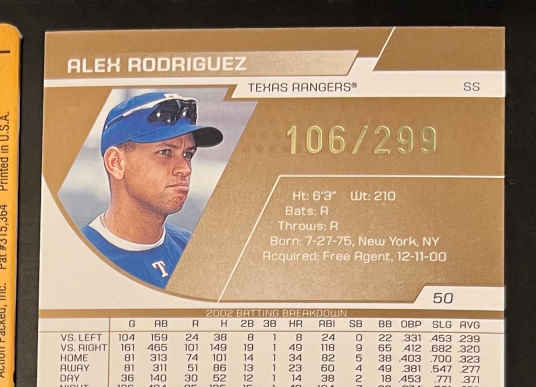 ALEX RODRIGUEZ
TEXAS RANGERS® SS
106/299
Ht: 6'3" Wt: 210
Bats: R
Throws: R
Born: 7-27-75, New York, NY
Acquired: Free Agent, 12-11-00
50
2002 BATTING BREAKDOWN
G AB R H 2B 3B HR RBI SB BB OBP SLG AVG
VS. LEFT 104 159 24 38 8 1 8 24 0 22 .331 .453 .239
VS. RIGHT 161 465 101 149 19 1 49 118 9 65 .412 .682 .320
HOME 81 313 74 101 14 1 34 82 5 38 .403 .700 .323
AWAY 81 311 51 86 13 1 23 60 4 49 .381 .547 .277
DAY 36 140 30 52 12 1 14 38 2 18 .453 .771 .371
NIGHT
Action Packed, Inc. Pat #315,364 Printed in U.S.A.
T